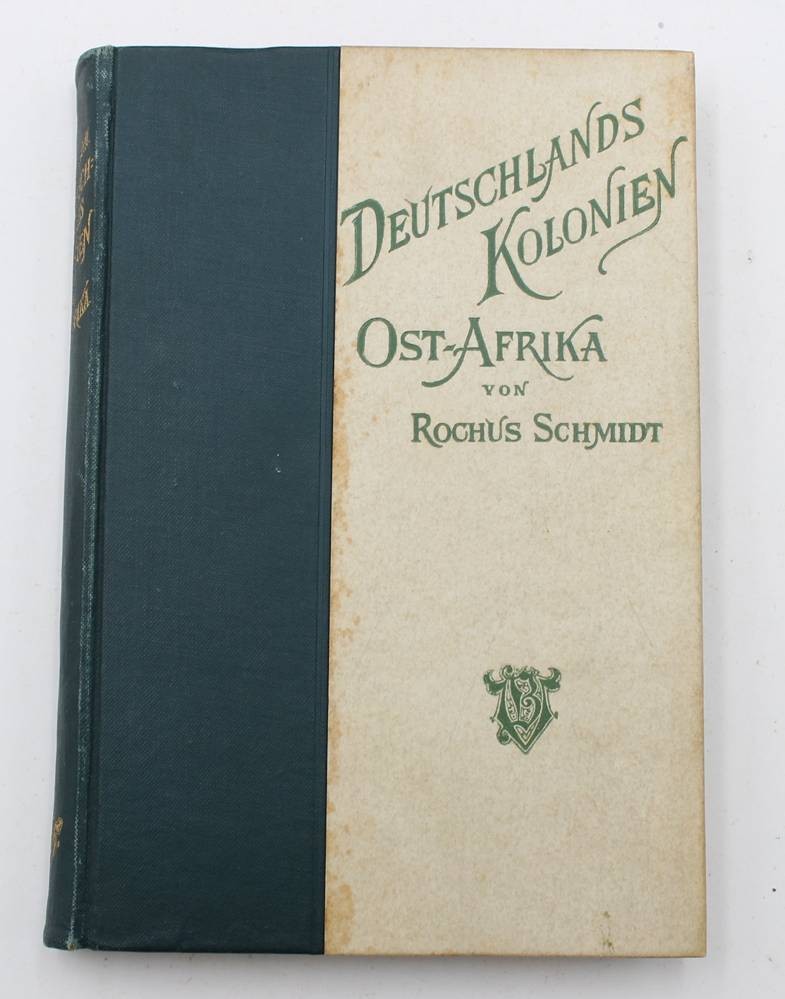 DEUTSCHLANDS
KOLONIEN
OST-AFRIKA
VON
ROCHUS SCHMIDT